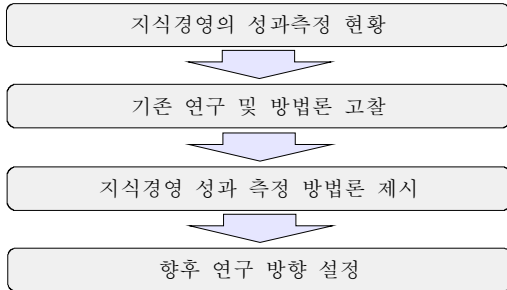 지식경영의 성과측정 현황
기존 연구 및 방법론 고찰
지식경영 성과 측정 방법론 제시
향후 연구 방향 설정